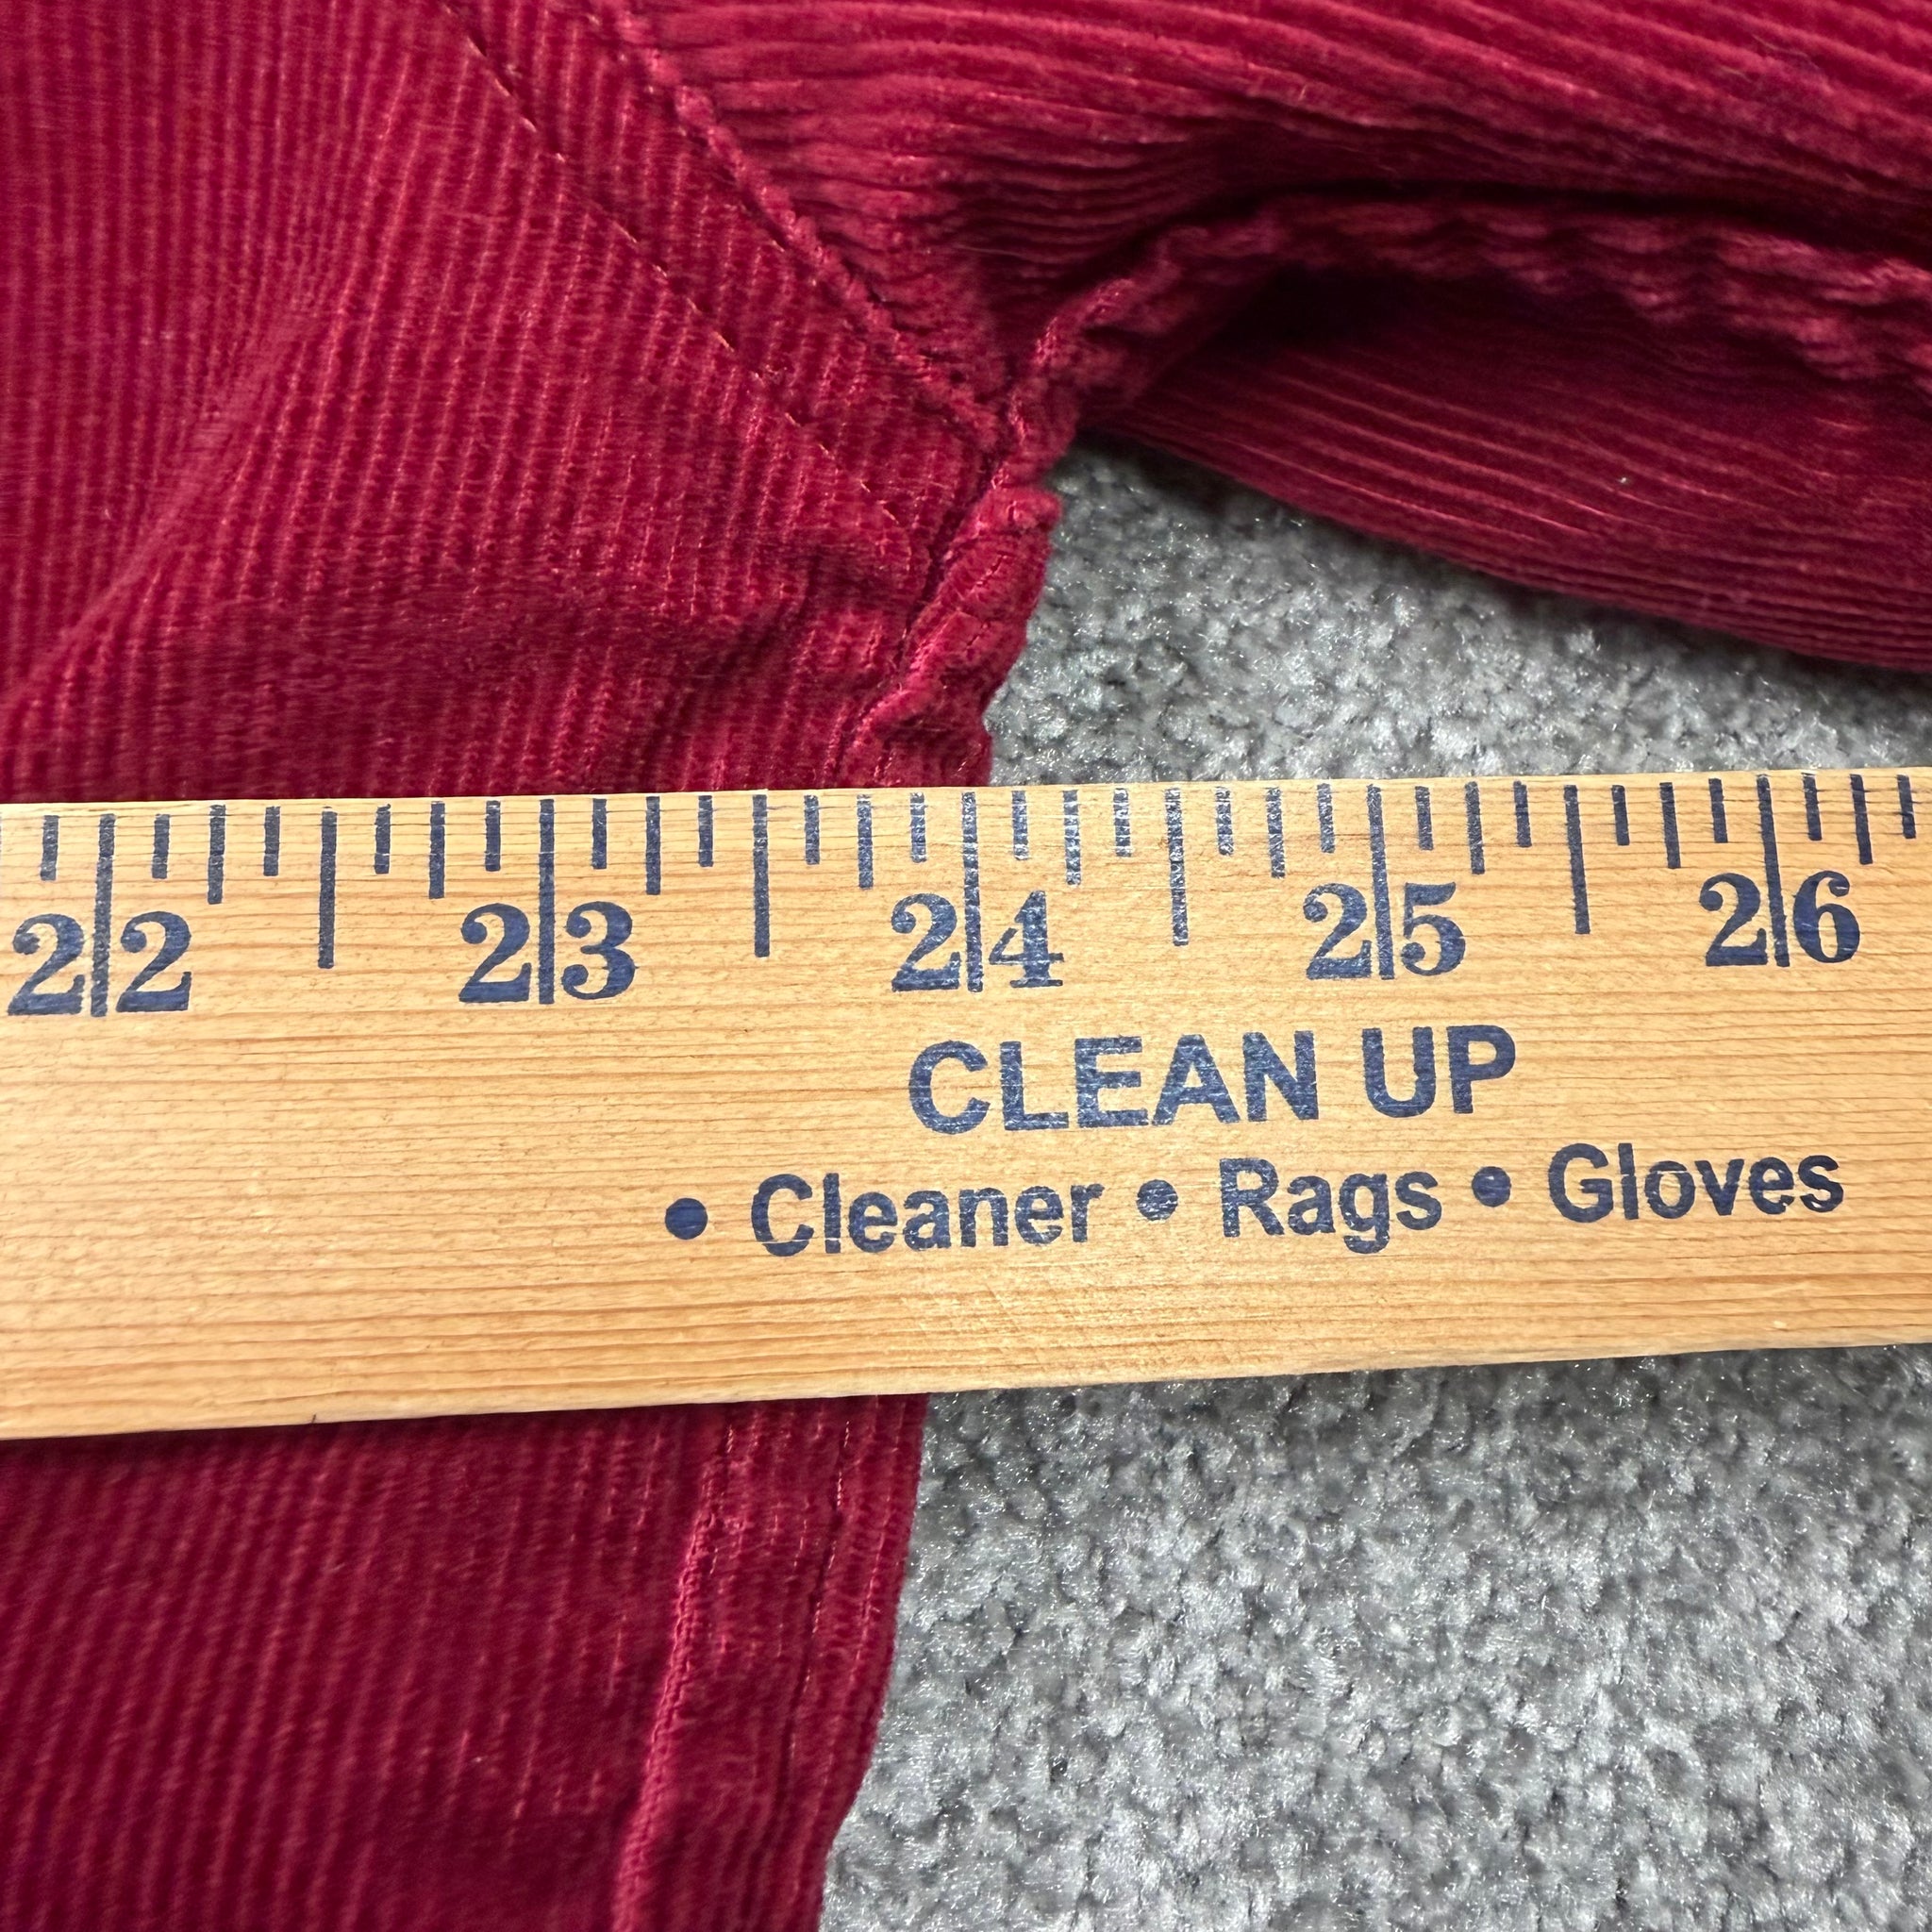 22 23 24 25 26
CLEAN UP
• Cleaner • Rags • Gloves